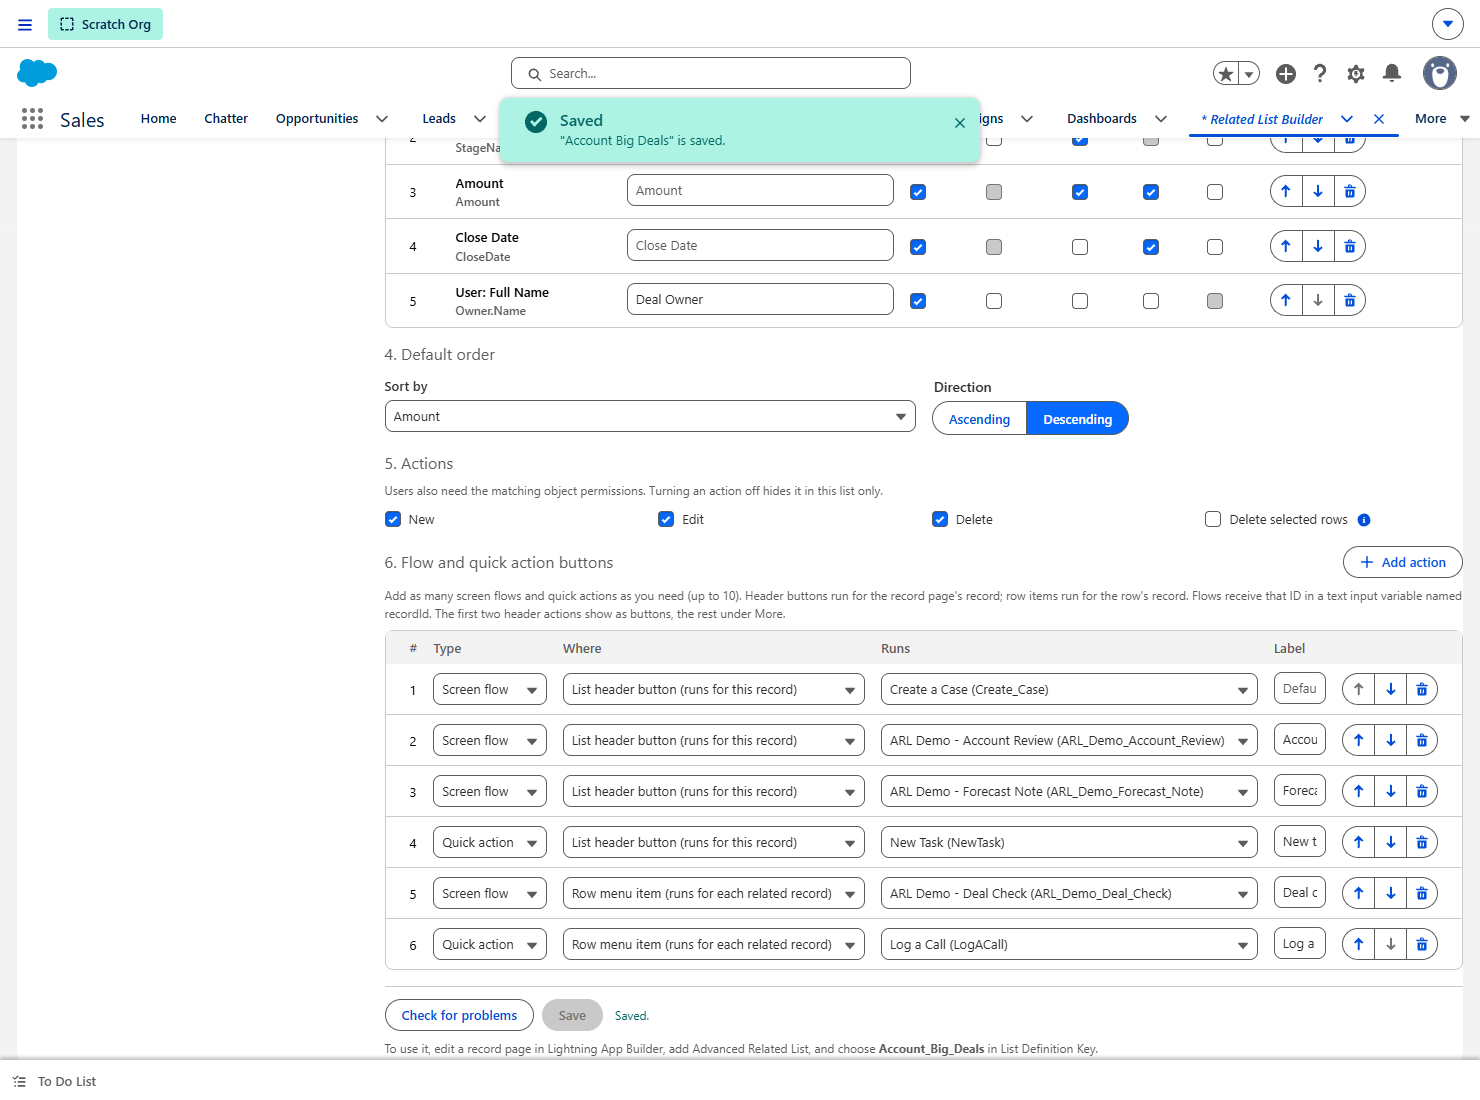 Scratch Org
Search...
Sales
Home
Chatter
Opportunities
Leads
Dashboards
* Related List Builder
More
Saved
"Account Big Deals" is saved.
2
3
Amount
Amount
Amount
4
Close Date
CloseDate
Close Date
5
User: Full Name
Owner.Name
Deal Owner
4. Default order
Sort by
Direction
Amount
Ascending
Descending
5. Actions
Users also need the matching object permissions. Turning an action off hides it in this list only.
New
Edit
Delete
Delete selected rows
6. Flow and quick action buttons
Add action
Add as many screen flows and quick actions as you need (up to 10). Header buttons run for the record page's record; row items run for the row's record. Flows receive that ID in a text input variable named
recordId. The first two header actions show as buttons, the rest under More.
# Type Where Runs Label
1 Screen flow List header button (runs for this record) Create a Case (Create_Case) Defau
2 Screen flow List header button (runs for this record) ARL Demo - Account Review (ARL_Demo_Account_Review) Accou
3 Screen flow List header button (runs for this record) ARL Demo - Forecast Note (ARL_Demo_Forecast_Note) Foreca
4 Quick action List header button (runs for this record) New Task (NewTask) New t
5 Screen flow Row menu item (runs for each related record) ARL Demo - Deal Check (ARL_Demo_Deal_Check) Deal c
6 Quick action Row menu item (runs for each related record) Log a Call (LogACall) Log a
Check for problems
Save
Saved.
To use it, edit a record page in Lightning App Builder, add Advanced Related List, and choose Account_Big_Deals in List Definition Key.
To Do List